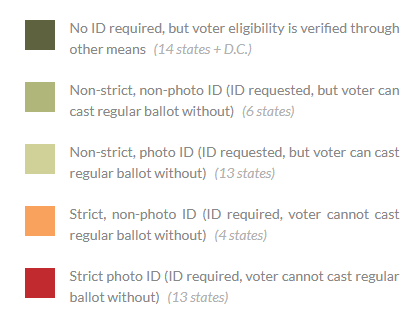 No ID required, but voter eligibility is verified through
other means (14 states + D.C.)
Non-strict, non-photo ID (ID requested, but voter can
cast regular ballot without) (6 states)
Non-strict, photo ID (ID requested, but voter can cast
regular ballot without) (13 states)
Strict, non-photo ID (ID required, voter cannot cast
regular ballot without) (4 states)
Strict photo ID (ID required, voter cannot cast regular
ballot without) (13 states)